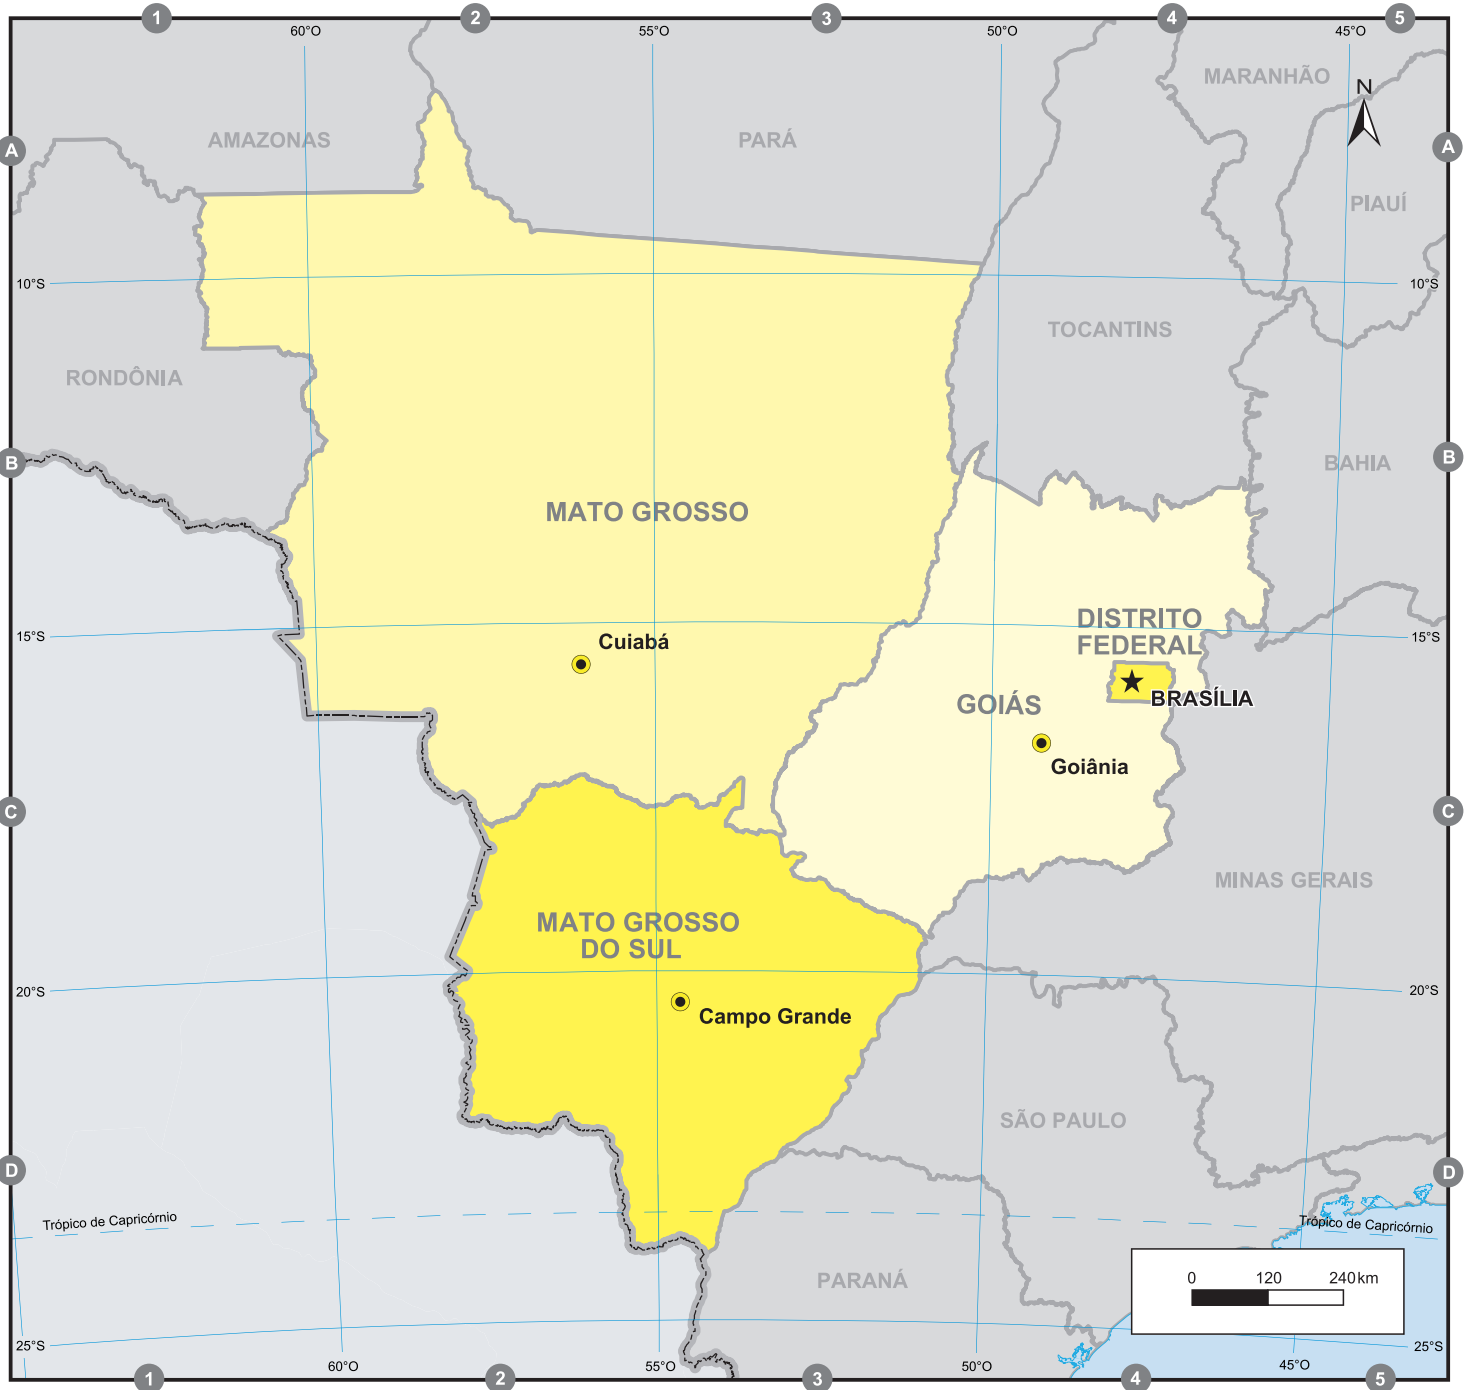 1
2
3
4
5
60°O
55°O
50°O
45°O
MARANHÃO
N
AMAZONAS
PARÁ
A
A
PIAUÍ
10°S
10°S
TOCANTINS
RONDÔNIA
B
B
BAHIA
MATO GROSSO
DISTRITO
FEDERAL
15°S
15°S
Cuiabá
BRASÍLIA
GOIÁS
Goiânia
C
C
MINAS GERAIS
MATO GROSSO
DO SUL
20°S
20°S
Campo Grande
SÃO PAULO
D
D
Trópico de Capricórnio
Trópico de Capricórnio
PARANÁ
0 120 240 km
25°S
25°S
60°O
55°O
50°O
45°O
1
2
3
4
5